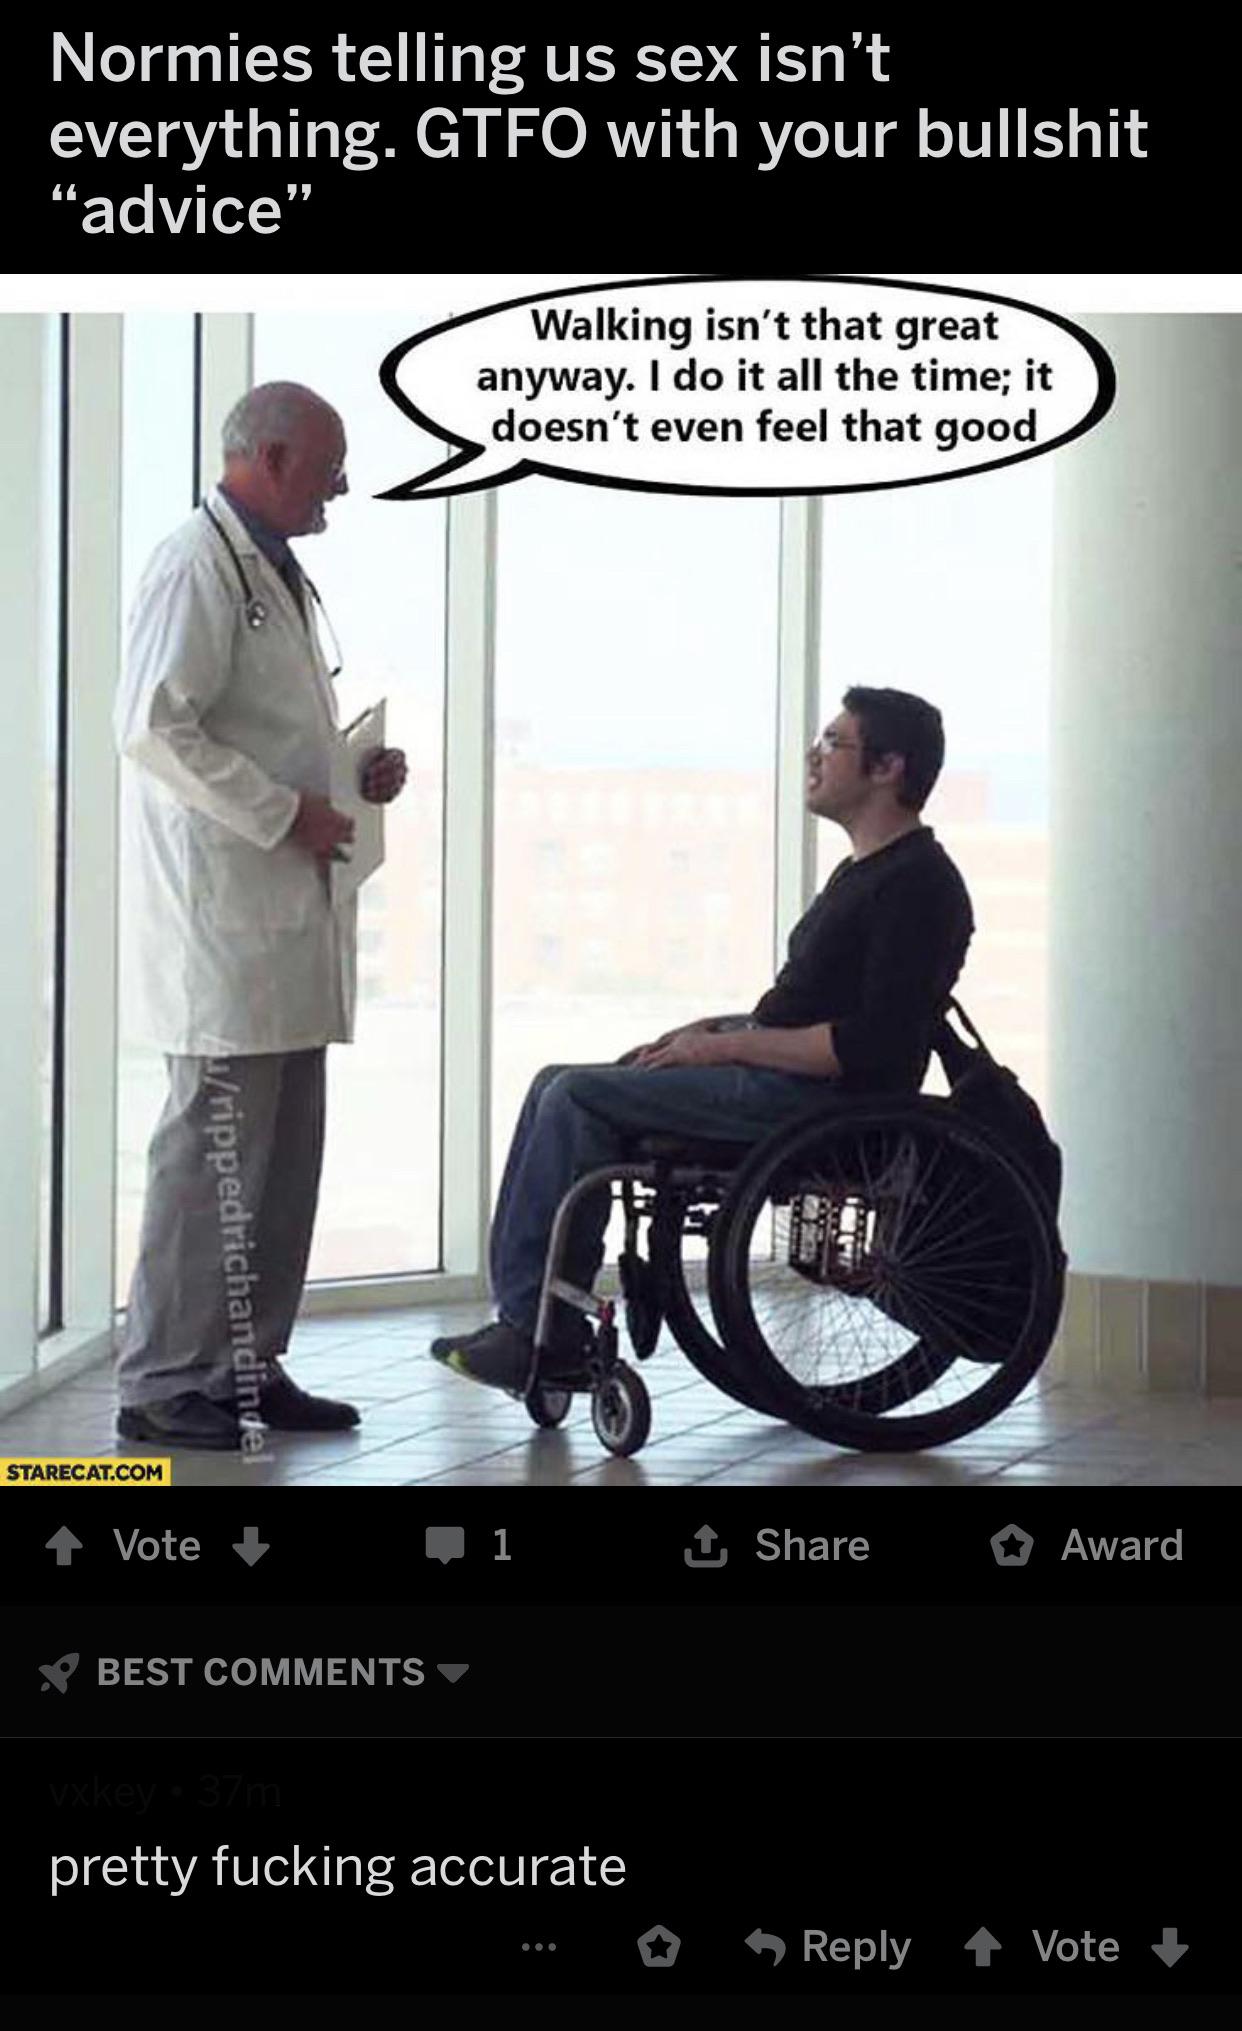 Normies telling us sex isn't
everything. GTFO with your bullshit
“advice”
Walking isn't that great
anyway. I do it all the time; it
doesn't even feel that good
u/rippedrichandinvel
STARECAT.COM
Vote
1
Share
Award
BEST COMMENTS
vxkey • 37m
pretty fucking accurate
...
Reply
Vote